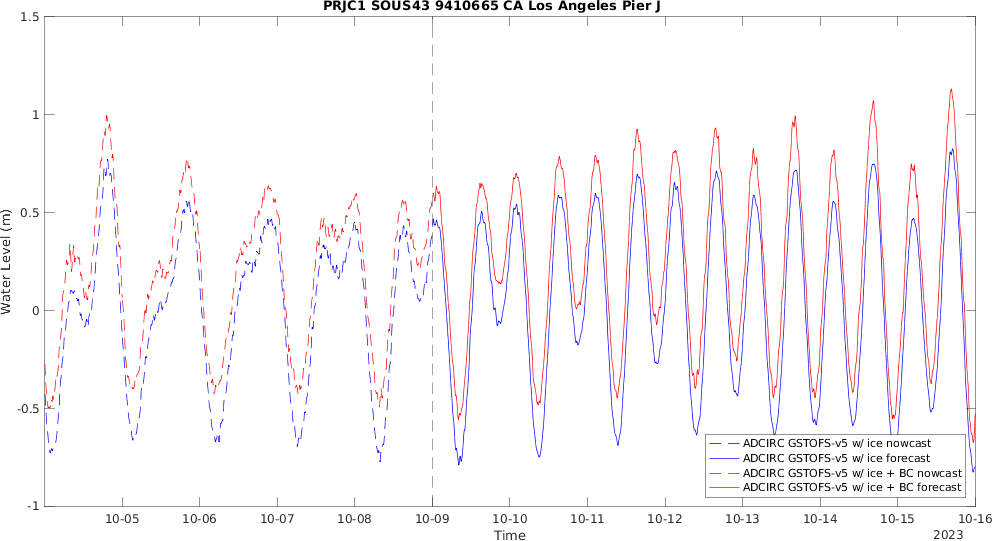 PRJC1 SOUS43 9410665 CA Los Angeles Pier J
1.5
1
0.5
0
-0.5
-1
Water Level (m)
10-05 10-06 10-07 10-08 10-09 10-10 10-11 10-12 10-13 10-14 10-15 10-16
Time
2023
ADCIRC GSTOFS-v5 w/ ice nowcast
ADCIRC GSTOFS-v5 w/ ice forecast
ADCIRC GSTOFS-v5 w/ ice + BC nowcast
ADCIRC GSTOFS-v5 w/ ice + BC forecast